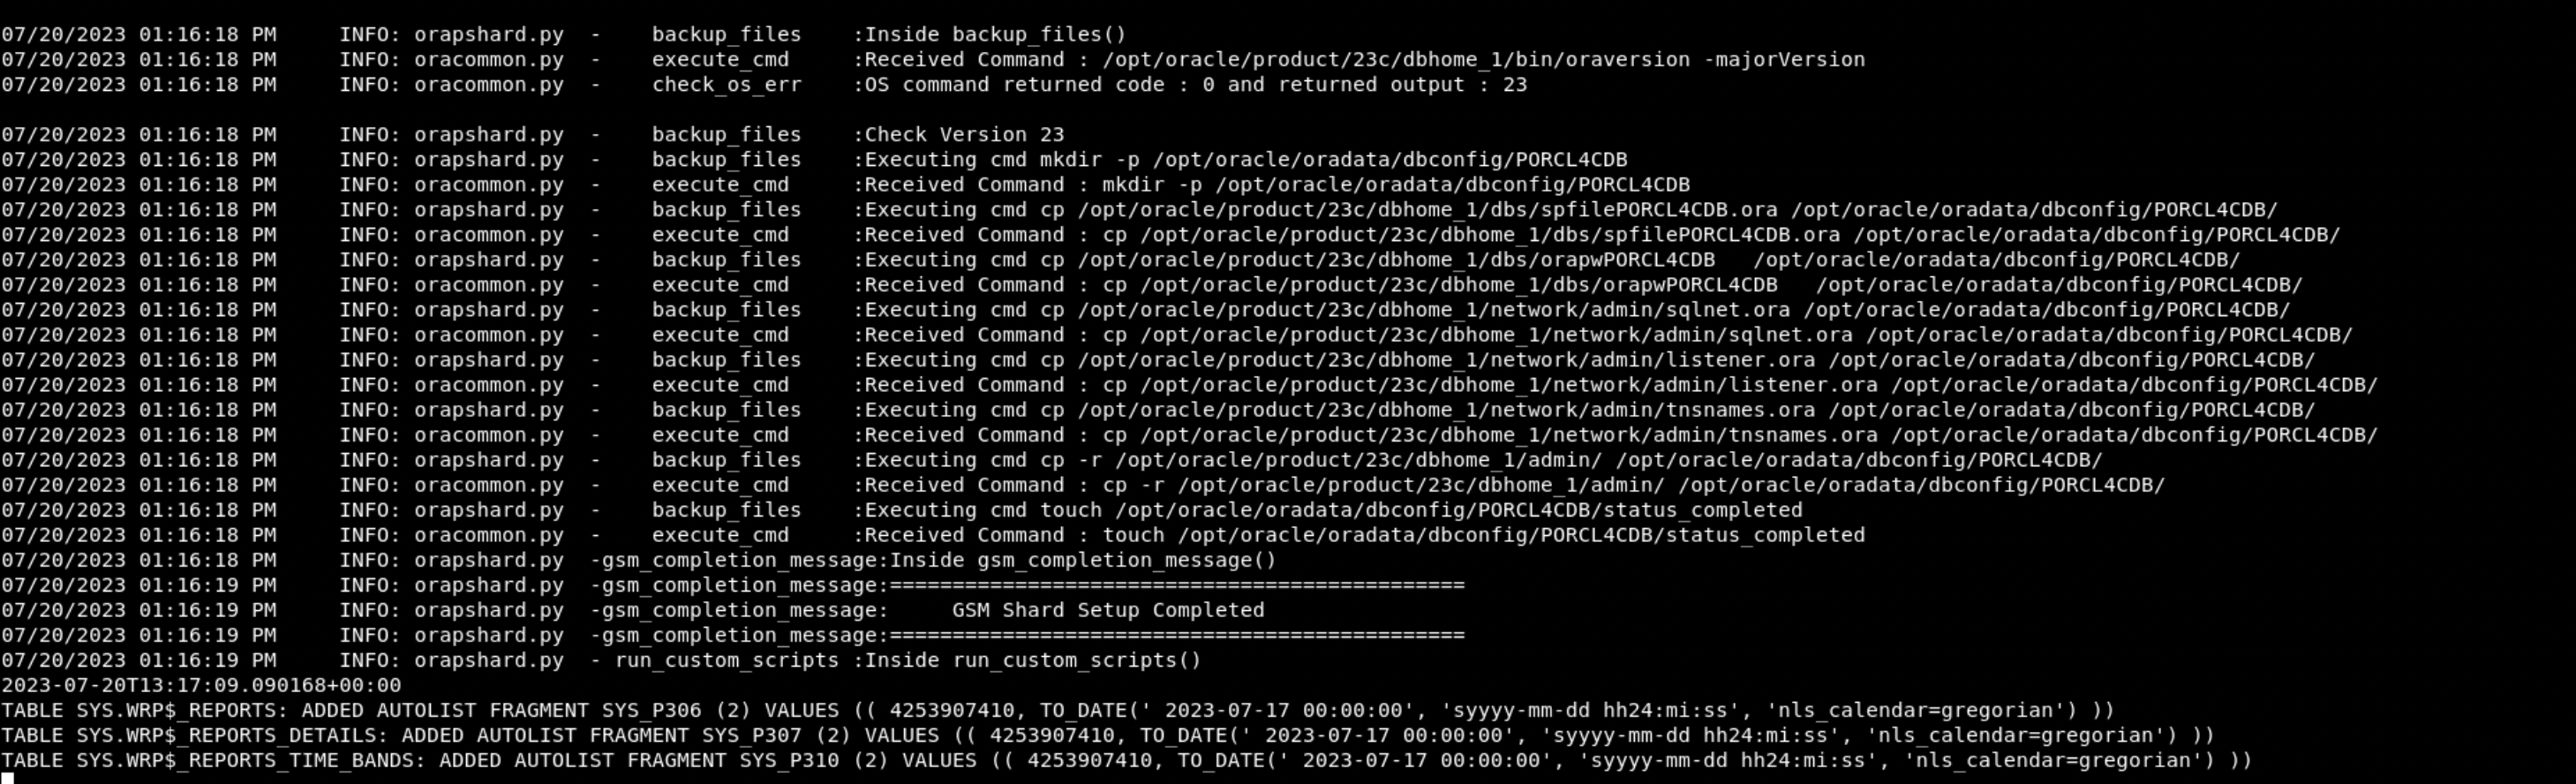 07/20/2023 01:16:18 PM     INFO: orapshard.py  -    backup_files    :Inside backup_files()
07/20/2023 01:16:18 PM     INFO: oracommon.py  -    execute_cmd     :Received Command : /opt/oracle/product/23c/dbhome_1/bin/oraversion -majorVersion
07/20/2023 01:16:18 PM     INFO: oracommon.py  -    check_os_err    :OS command returned code : 0 and returned output : 23
07/20/2023 01:16:18 PM     INFO: orapshard.py  -    backup_files    :Check Version 23
07/20/2023 01:16:18 PM     INFO: orapshard.py  -    backup_files    :Executing cmd mkdir -p /opt/oracle/oradata/dbconfig/PORCL4CDB
07/20/2023 01:16:18 PM     INFO: oracommon.py  -    execute_cmd     :Received Command : mkdir -p /opt/oracle/oradata/dbconfig/PORCL4CDB
07/20/2023 01:16:18 PM     INFO: orapshard.py  -    backup_files    :Executing cmd cp /opt/oracle/product/23c/dbhome_1/dbs/spfilePORCL4CDB.ora /opt/oracle/oradata/dbconfig/PORCL4CDB/
07/20/2023 01:16:18 PM     INFO: oracommon.py  -    execute_cmd     :Received Command : cp /opt/oracle/product/23c/dbhome_1/dbs/spfilePORCL4CDB.ora /opt/oracle/oradata/dbconfig/PORCL4CDB/
07/20/2023 01:16:18 PM     INFO: orapshard.py  -    backup_files    :Executing cmd cp /opt/oracle/product/23c/dbhome_1/dbs/orapwPORCL4CDB   /opt/oracle/oradata/dbconfig/PORCL4CDB/
07/20/2023 01:16:18 PM     INFO: oracommon.py  -    execute_cmd     :Received Command : cp /opt/oracle/product/23c/dbhome_1/dbs/orapwPORCL4CDB   /opt/oracle/oradata/dbconfig/PORCL4CDB/
07/20/2023 01:16:18 PM     INFO: orapshard.py  -    backup_files    :Executing cmd cp /opt/oracle/product/23c/dbhome_1/network/admin/sqlnet.ora /opt/oracle/oradata/dbconfig/PORCL4CDB/
07/20/2023 01:16:18 PM     INFO: oracommon.py  -    execute_cmd     :Received Command : cp /opt/oracle/product/23c/dbhome_1/network/admin/sqlnet.ora /opt/oracle/oradata/dbconfig/PORCL4CDB/
07/20/2023 01:16:18 PM     INFO: orapshard.py  -    backup_files    :Executing cmd cp /opt/oracle/product/23c/dbhome_1/network/admin/listener.ora /opt/oracle/oradata/dbconfig/PORCL4CDB/
07/20/2023 01:16:18 PM     INFO: oracommon.py  -    execute_cmd     :Received Command : cp /opt/oracle/product/23c/dbhome_1/network/admin/listener.ora /opt/oracle/oradata/dbconfig/PORCL4CDB/
07/20/2023 01:16:18 PM     INFO: orapshard.py  -    backup_files    :Executing cmd cp /opt/oracle/product/23c/dbhome_1/network/admin/tnsnames.ora /opt/oracle/oradata/dbconfig/PORCL4CDB/
07/20/2023 01:16:18 PM     INFO: oracommon.py  -    execute_cmd     :Received Command : cp /opt/oracle/product/23c/dbhome_1/network/admin/tnsnames.ora /opt/oracle/oradata/dbconfig/PORCL4CDB/
07/20/2023 01:16:18 PM     INFO: orapshard.py  -    backup_files    :Executing cmd cp -r /opt/oracle/product/23c/dbhome_1/admin/ /opt/oracle/oradata/dbconfig/PORCL4CDB/
07/20/2023 01:16:18 PM     INFO: oracommon.py  -    execute_cmd     :Received Command : cp -r /opt/oracle/product/23c/dbhome_1/admin/ /opt/oracle/oradata/dbconfig/PORCL4CDB/
07/20/2023 01:16:18 PM     INFO: orapshard.py  -    backup_files    :Executing cmd touch /opt/oracle/oradata/dbconfig/PORCL4CDB/status_completed
07/20/2023 01:16:18 PM     INFO: oracommon.py  -    execute_cmd     :Received Command : touch /opt/oracle/oradata/dbconfig/PORCL4CDB/status_completed
07/20/2023 01:16:18 PM     INFO: orapshard.py  -gsm_completion_message:Inside gsm_completion_message()
07/20/2023 01:16:19 PM     INFO: orapshard.py  -gsm_completion_message:==============================================
07/20/2023 01:16:19 PM     INFO: orapshard.py  -gsm_completion_message:     GSM Shard Setup Completed
07/20/2023 01:16:19 PM     INFO: orapshard.py  -gsm_completion_message:==============================================
07/20/2023 01:16:19 PM     INFO: orapshard.py  - run_custom_scripts :Inside run_custom_scripts()
2023-07-20T13:17:09.090168+00:00
TABLE SYS.WRP$_REPORTS: ADDED AUTOLIST FRAGMENT SYS_P306 (2) VALUES (( 4253907410, TO_DATE(' 2023-07-17 00:00:00', 'syyyy-mm-dd hh24:mi:ss', 'nls_calendar=gregorian') ))
TABLE SYS.WRP$_REPORTS_DETAILS: ADDED AUTOLIST FRAGMENT SYS_P307 (2) VALUES (( 4253907410, TO_DATE(' 2023-07-17 00:00:00', 'syyyy-mm-dd hh24:mi:ss', 'nls_calendar=gregorian') ))
TABLE SYS.WRP$_REPORTS_TIME_BANDS: ADDED AUTOLIST FRAGMENT SYS_P310 (2) VALUES (( 4253907410, TO_DATE(' 2023-07-17 00:00:00', 'syyyy-mm-dd hh24:mi:ss', 'nls_calendar=gregorian') ))